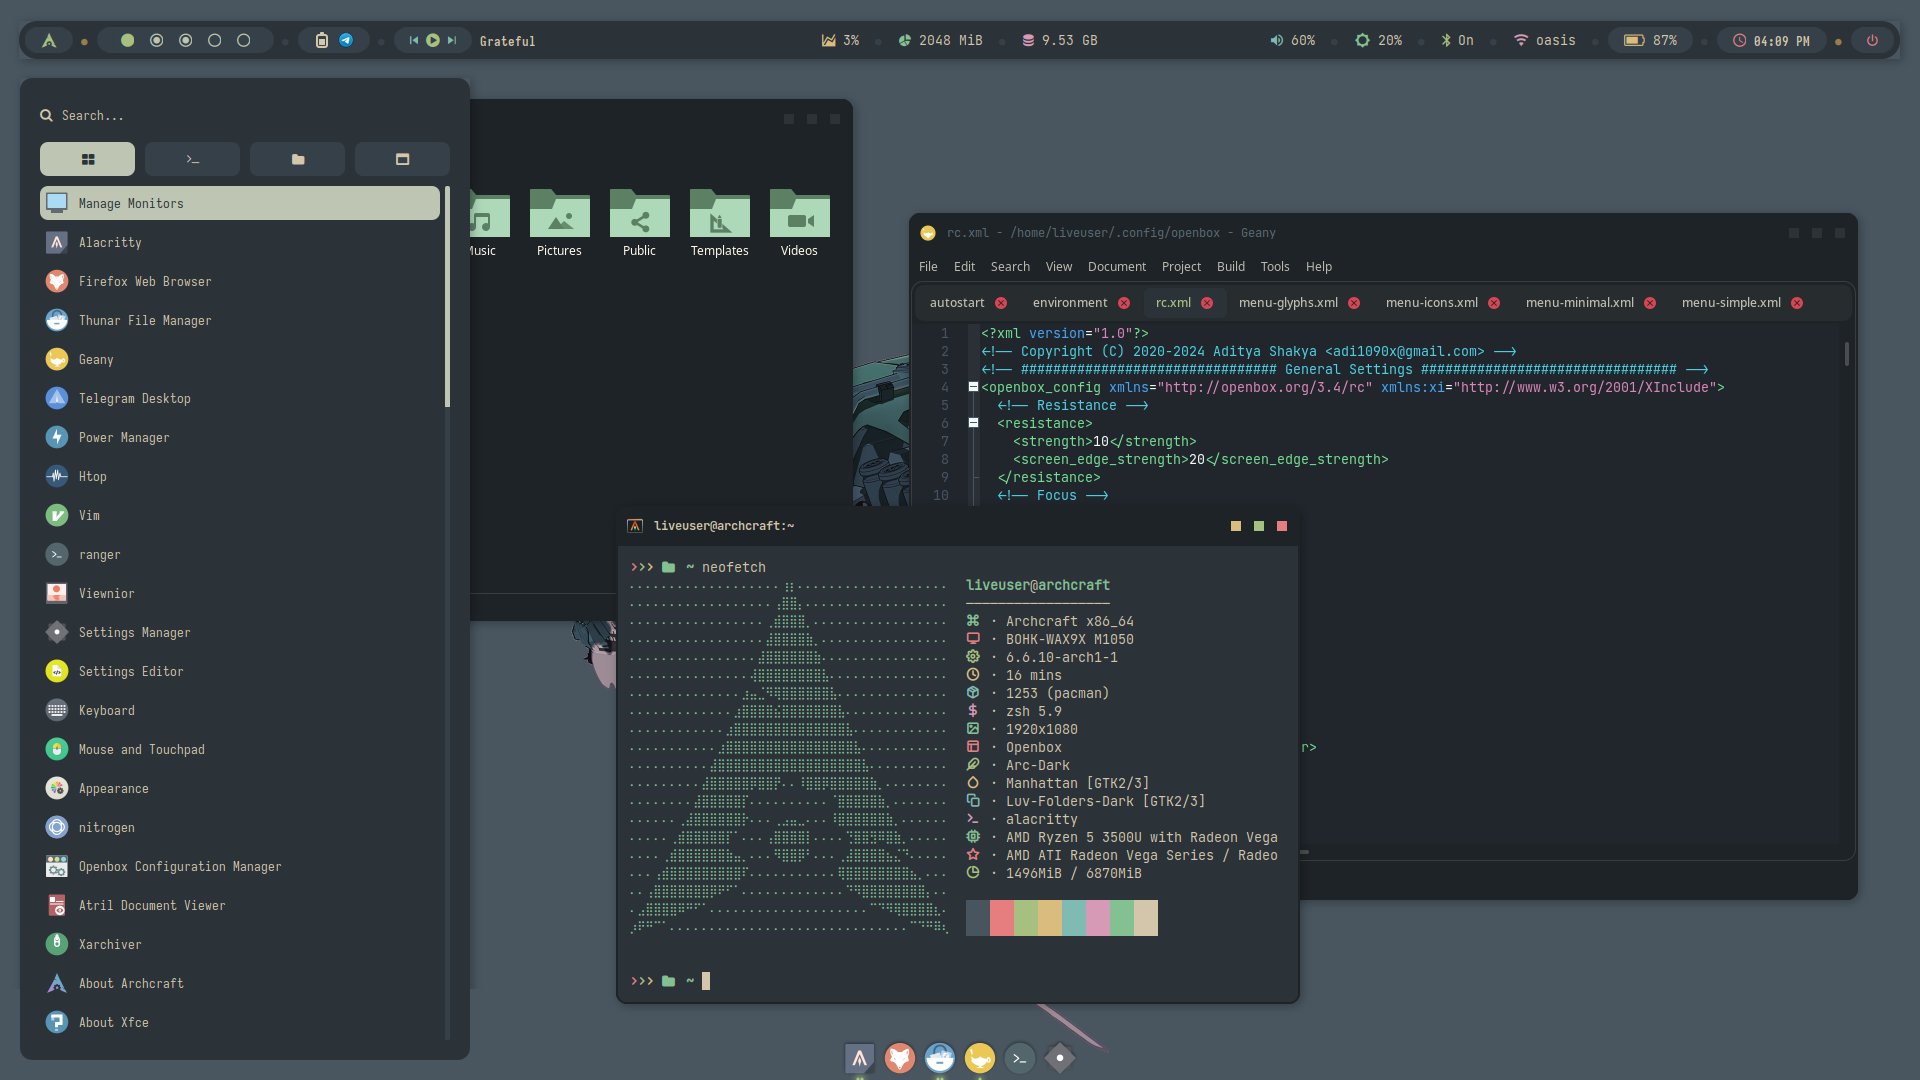 Grateful
3%
2048 MiB
9.53 GB
60%
20%
On
oasis
87%
04:09 PM
Search...
Manage Monitors
Alacritty
Firefox Web Browser
Thunar File Manager
Geany
Telegram Desktop
Power Manager
Htop
Vim
ranger
Viewnior
Settings Manager
Settings Editor
Keyboard
Mouse and Touchpad
Appearance
nitrogen
Openbox Configuration Manager
Atril Document Viewer
Xarchiver
About Archcraft
About Xfce
Pictures
Public
Templates
Videos
rc.xml - /home/liveuser/.config/openbox - Geany
File Edit Search View Document Project Build Tools Help
autostart environment rc.xml menu-glyphs.xml menu-icons.xml menu-minimal.xml menu-simple.xml
1 <?xml version="1.0"?>
2 <!-- Copyright (C) 2020-2024 Aditya Shakya <adi1090x@gmail.com> -->
3 <!-- ################################ General Settings ################################ -->
4 <openbox_config xmlns="http://openbox.org/3.4/rc" xmlns:xi="http://www.w3.org/2001/XInclude">
5 <!-- Resistance -->
6 <resistance>
7 <strength>10</strength>
8 <screen_edge_strength>20</screen_edge_strength>
9 </resistance>
10 <!-- Focus -->
r>
liveuser@archcraft:~
>>> ~ neofetch
liveuser@archcraft
· Archcraft x86_64
· BOHK-WAX9X M1050
· 6.6.10-arch1-1
· 16 mins
· 1253 (pacman)
· zsh 5.9
· 1920x1080
· Openbox
· Arc-Dark
· Manhattan [GTK2/3]
· Luv-Folders-Dark [GTK2/3]
· alacritty
· AMD Ryzen 5 3500U with Radeon Vega
· AMD ATI Radeon Vega Series / Radeo
· 1496MiB / 6870MiB
>>> ~